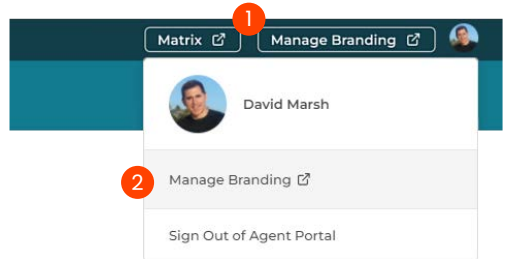 1
Matrix Manage Branding
David Marsh
2 Manage Branding
Sign Out of Agent Portal